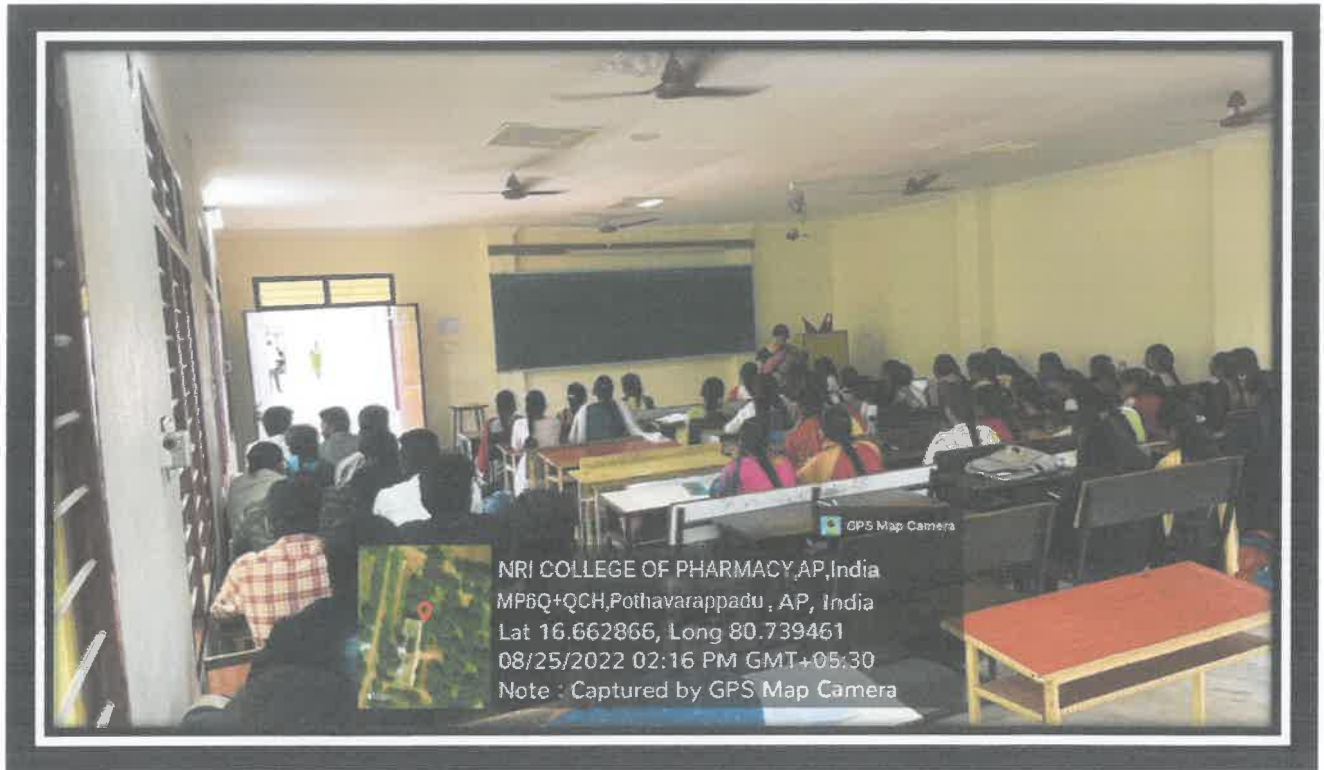 GPS Map Camera
NRI COLLEGE OF PHARMACY,AP,India
MP6Q+QCH,Pothavarappadu , AP, India
Lat 16.662866, Long 80.739461
08/25/2022 02:16 PM GMT+05:30
Note : Captured by GPS Map Camera